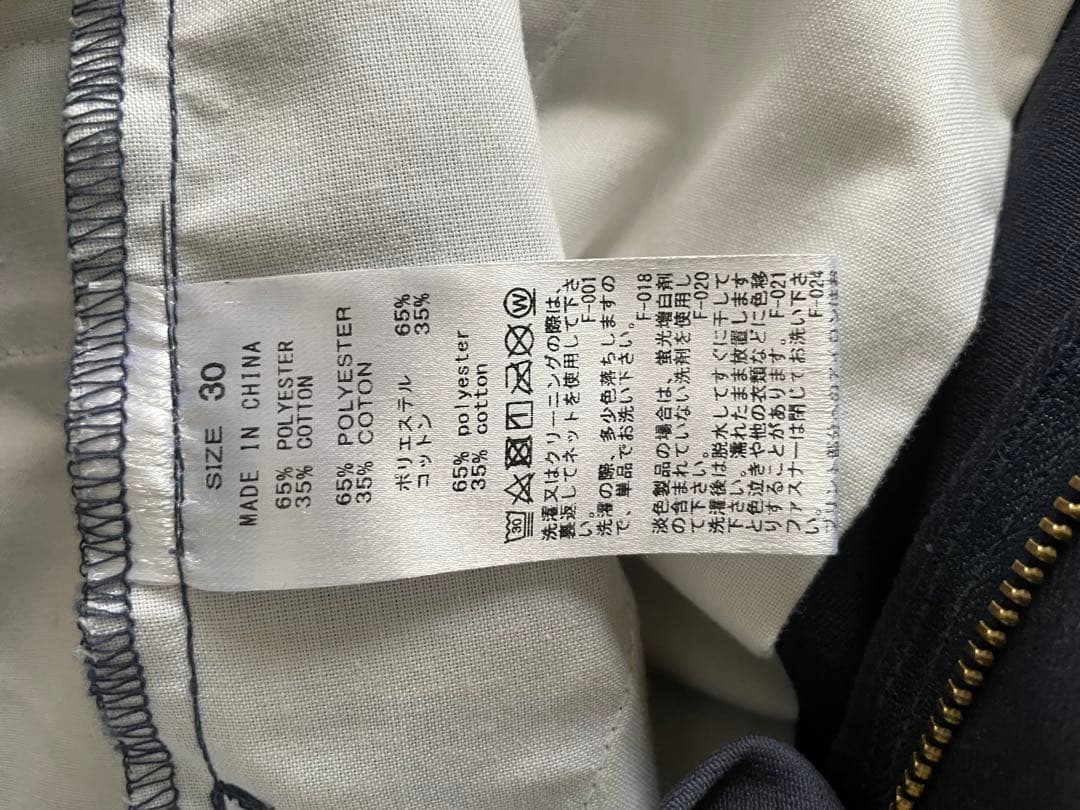 SIZE 30
MADE IN CHINA
65% POLYESTER
35% COTTON
65% POLYESTER
35% COTTON
ポリエステル 65%
コットン 35%
65% polyester
35% cotton
30
W
洗濯又はクリーニングの際は、
裏返してネットを使用して下さ
い。 F-001
洗濯の際、多少色落ちしますの
で、単品でお洗い下さい。
F-018
淡色製品の場合は、蛍光増白剤
の含まれていない洗剤を使用し
て下さい。 F-020
洗濯後は脱水してすぐに干して
下さい。濡れたまま放置します
と色泣きや他の衣類などに色移
りすることがあります。 F-021
ファスナーは閉じてお洗い下さ
い。 F-024